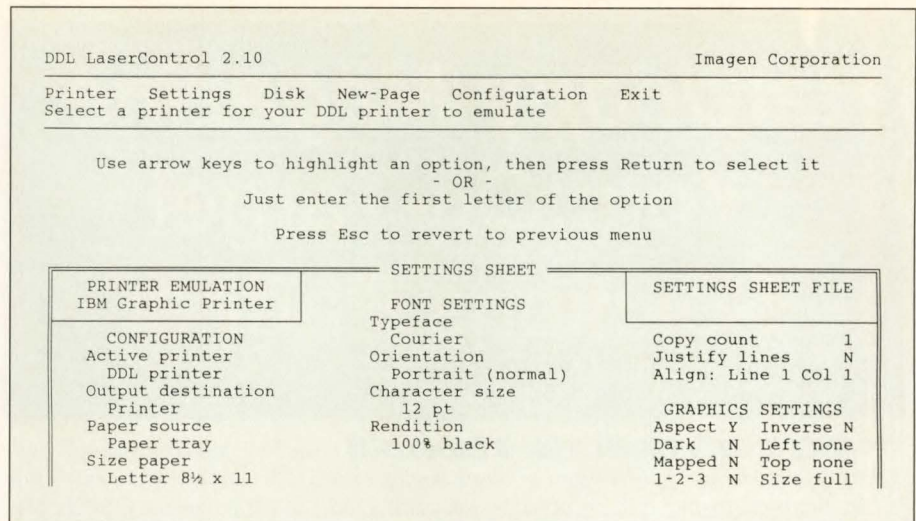 DDL LaserControl 2.10 Imagen Corporation
Printer Settings Disk New-Page Configuration Exit
Select a printer for your DDL printer to emulate
Use arrow keys to highlight an option, then press Return to select it
- OR -
Just enter the first letter of the option
Press Esc to revert to previous menu
SETTINGS SHEET
PRINTER EMULATION
IBM Graphic Printer
CONFIGURATION
Active printer
DDL printer
Output destination
Printer
Paper source
Paper tray
Size paper
Letter 8½ x 11
FONT SETTINGS
Typeface
Courier
Orientation
Portrait (normal)
Character size
12 pt
Rendition
100% black
SETTINGS SHEET FILE
Copy count 1
Justify lines N
Align: Line 1 Col 1
GRAPHICS SETTINGS
Aspect Y Inverse N
Dark N Left none
Mapped N Top none
1-2-3 N Size full